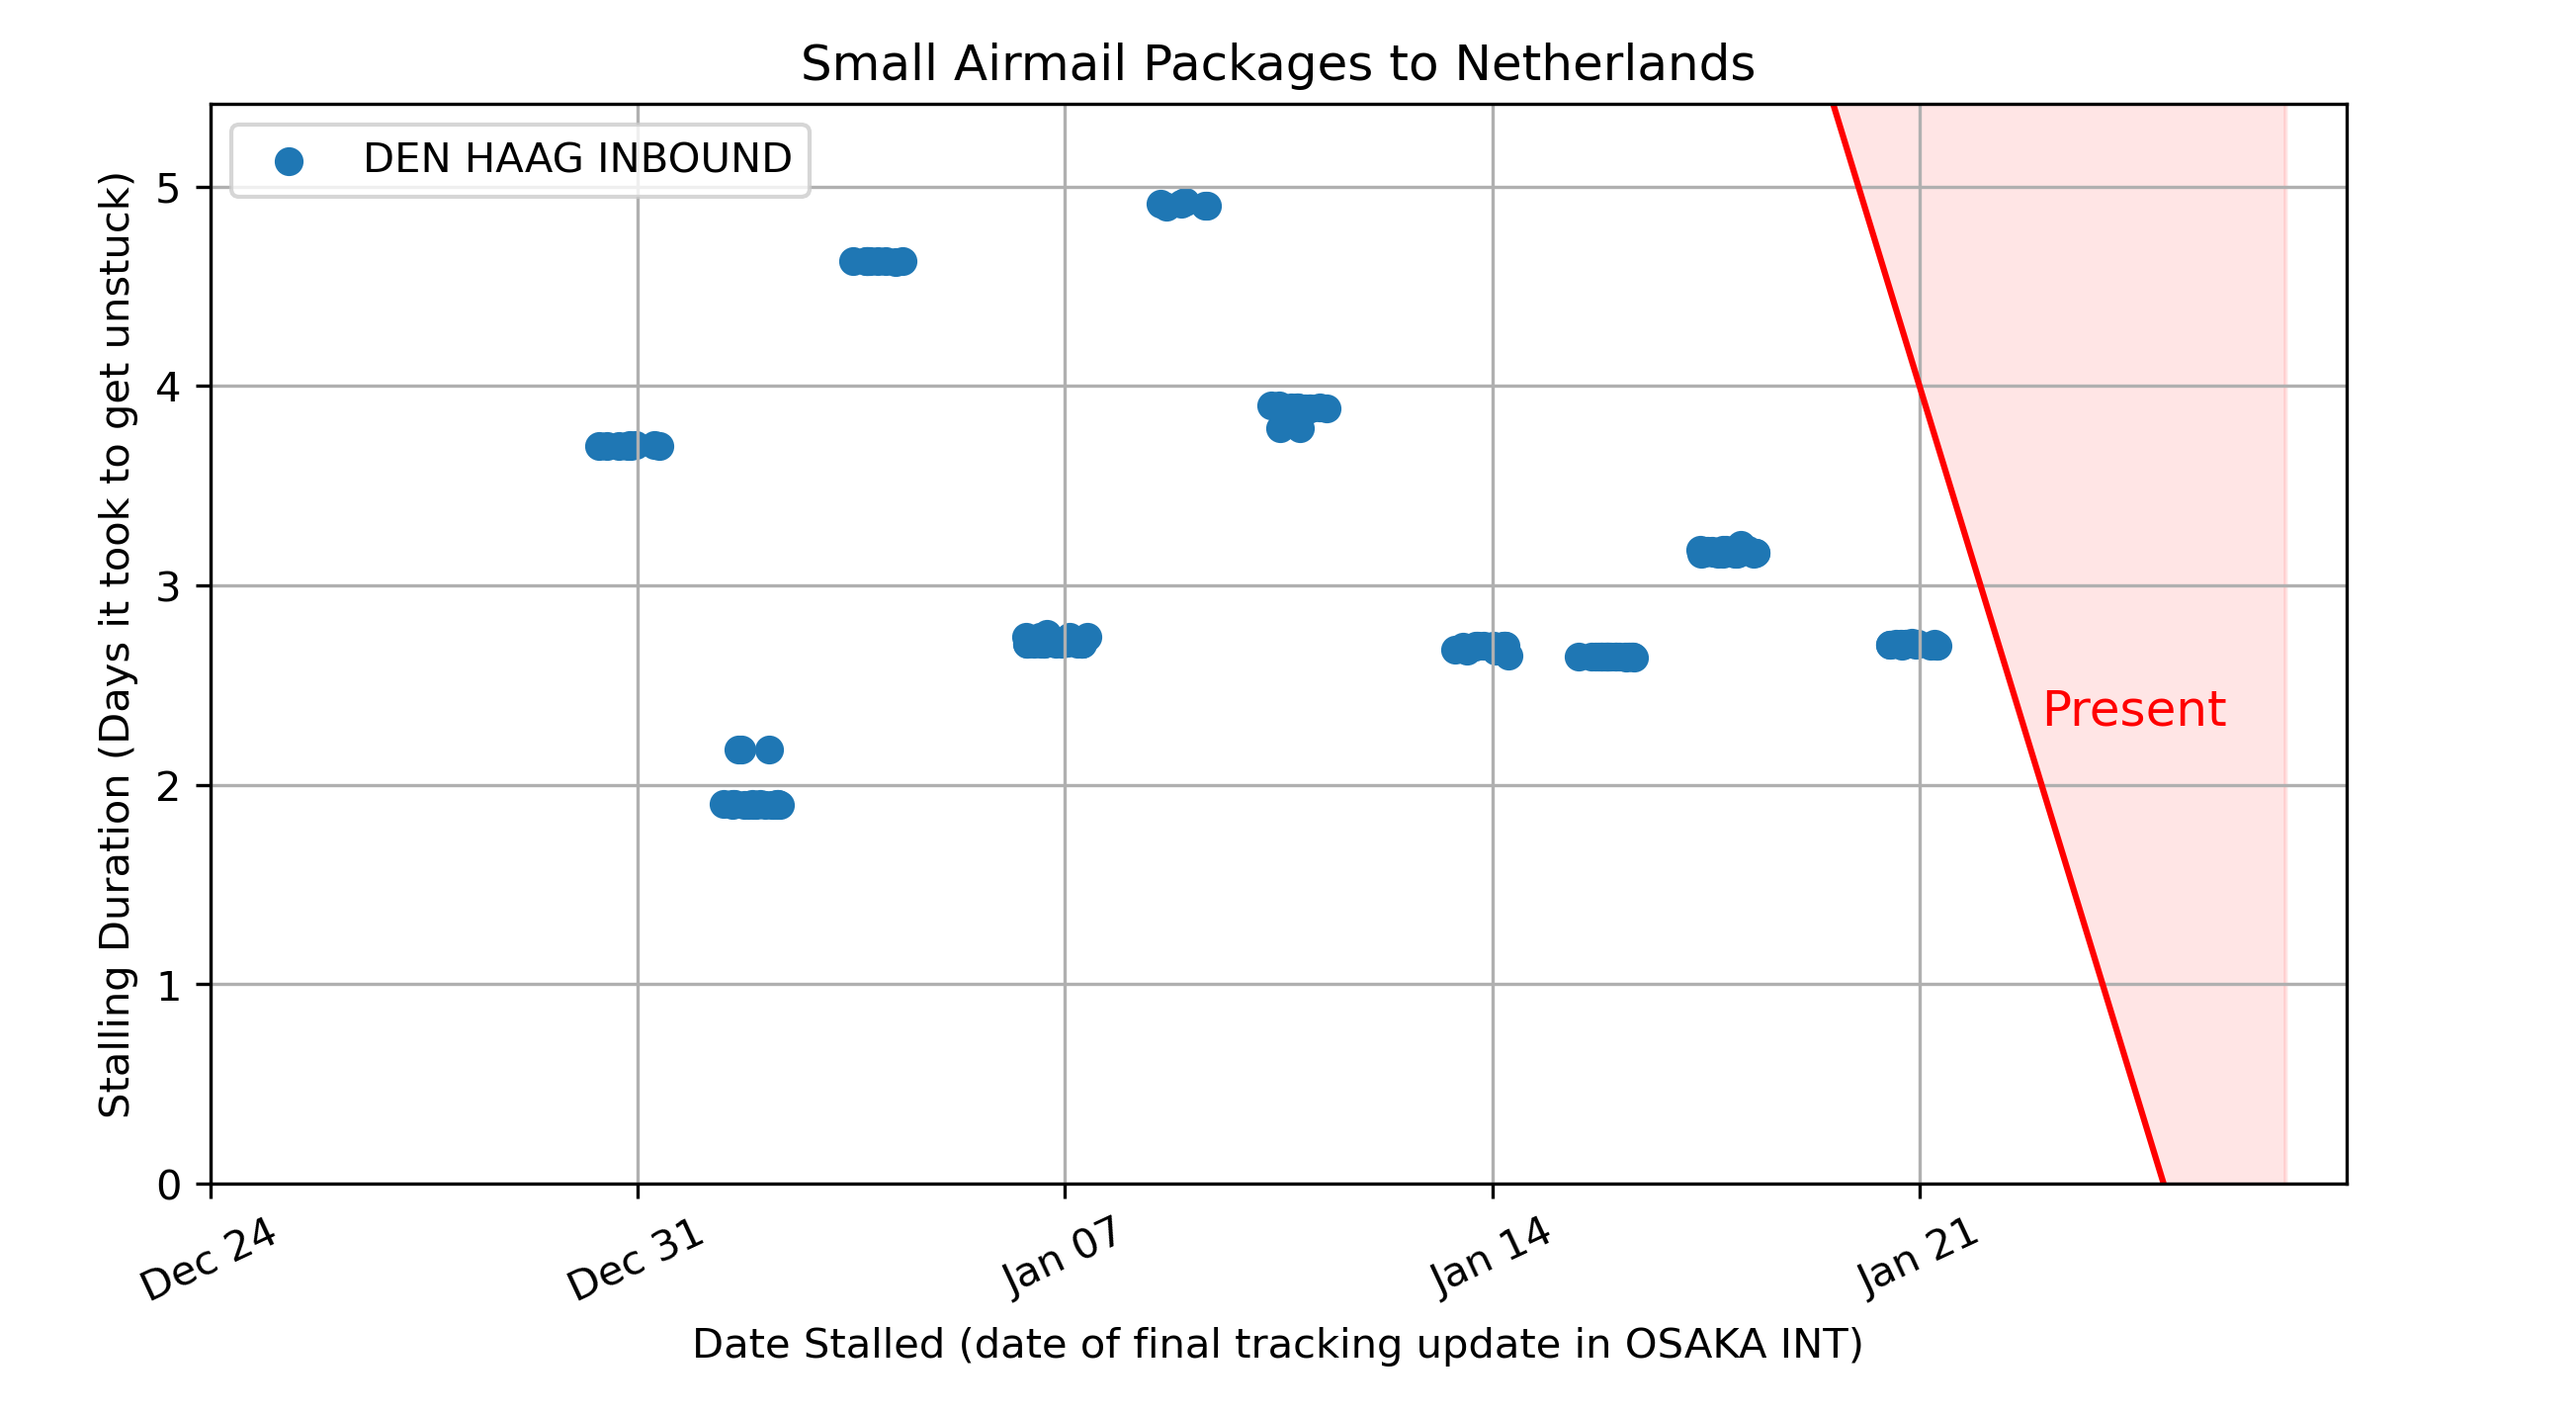 Small Airmail Packages to Netherlands
DEN HAAG INBOUND
Stalling Duration (Days it took to get unstuck)
5
4
3
2
1
0
Present
Dec 24
Dec 31
Jan 07
Jan 14
Jan 21
Date Stalled (date of final tracking update in OSAKA INT)